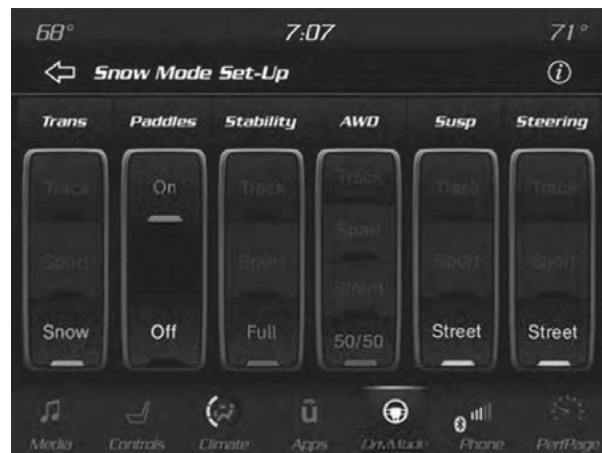 68° 7:07 71°
Snow Mode Set-Up
Trans Paddles Stability AWD Susp Steering
Track On Track Track Track Track
Sport Sport Sport Sport Sport
Street
Snow Off Full 50/50 Street Street
Media Controls Climate Apps DrvMode Phone PerfPage